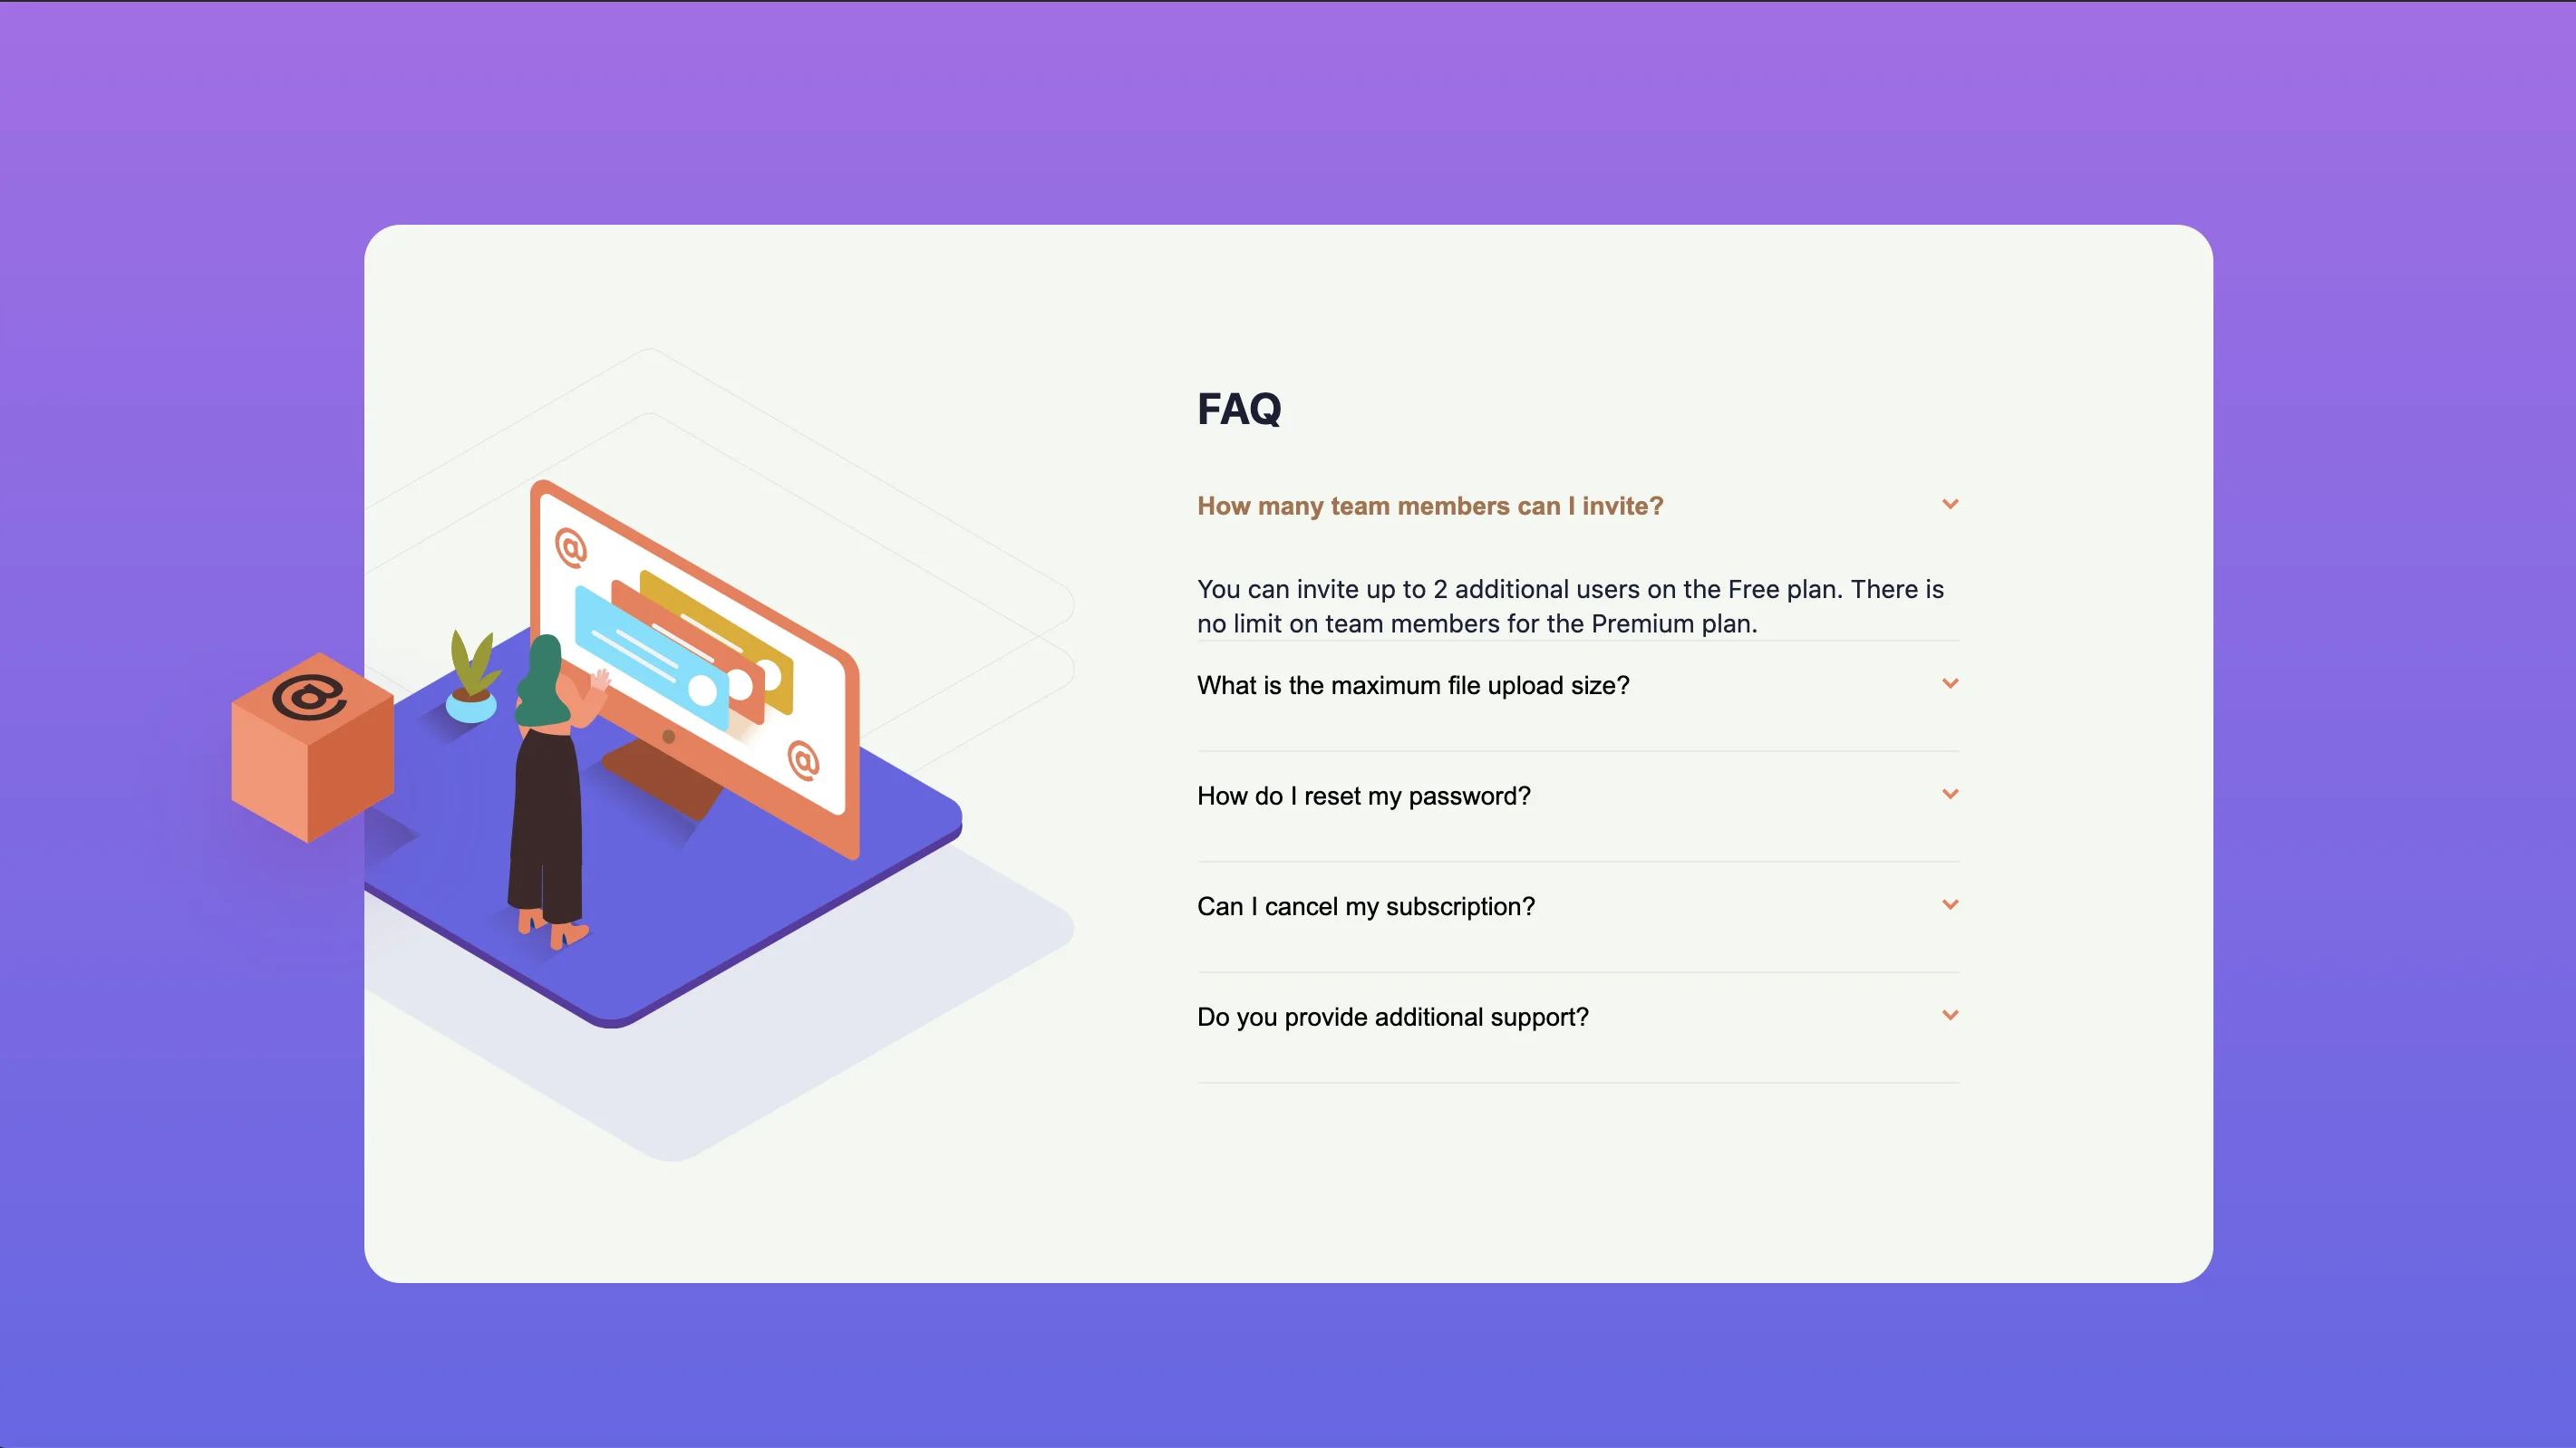 FAQ
How many team members can I invite?
You can invite up to 2 additional users on the Free plan. There is
no limit on team members for the Premium plan.
What is the maximum file upload size?
How do I reset my password?
Can I cancel my subscription?
Do you provide additional support?
@
@
@